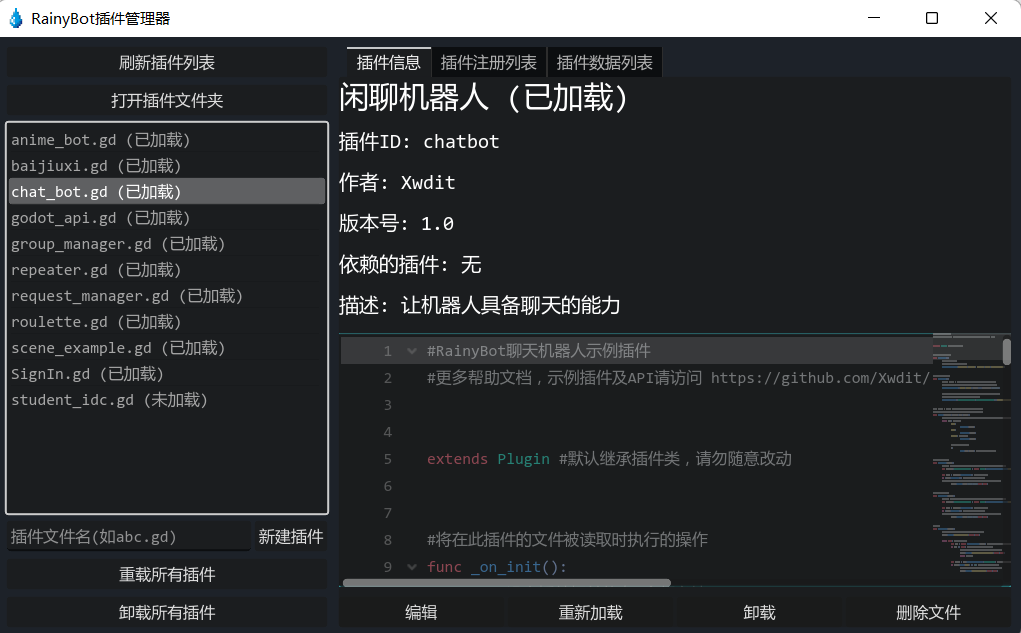 RainyBot插件管理器
刷新插件列表
打开插件文件夹
anime_bot.gd (已加载)
baijiuxi.gd (已加载)
chat_bot.gd (已加载)
godot_api.gd (已加载)
group_manager.gd (已加载)
repeater.gd (已加载)
request_manager.gd (已加载)
roulette.gd (已加载)
scene_example.gd (已加载)
SignIn.gd (已加载)
student_idc.gd (未加载)
插件文件名(如abc.gd) 新建插件
重载所有插件
卸载所有插件
插件信息 插件注册列表 插件数据列表
闲聊机器人 (已加载)
插件ID: chatbot
作者: Xwdit
版本号: 1.0
依赖的插件: 无
描述: 让机器人具备聊天的能力
1 #RainyBot聊天机器人示例插件
2 #更多帮助文档，示例插件及API请访问 https://github.com/Xwdit/
3
4
5 extends Plugin #默认继承插件类，请勿随意改动
6
7
8 #将在此插件的文件被读取时执行的操作
9 func _on_init():
编辑 重新加载 卸载 删除文件